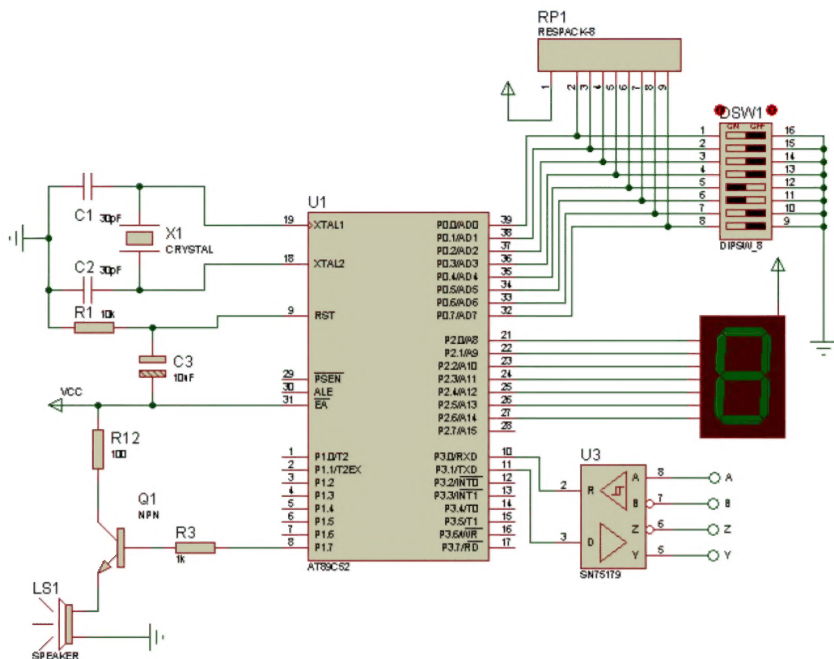 RP1
RESPACK-8
1 2 3 4 5 6 7 8 9
DSW1
ON OFF
1 16
2 15
3 14
4 13
5 12
6 11
7 10
8 9
DIPSW_8
C1 30pF
X1
CRYSTAL
C2 30pF
R1 10k
C3
VCC
R12
100
Q1
NPN
R3
1k
LS1
SPEAKER
U1
19 XTAL1
18 XTAL2
9 RST
29 PSEN
30 ALE
31 EA
1 P1.0/T2
2 P1.1/T2EX
3 P1.2
4 P1.3
5 P1.4
6 P1.5
7 P1.6
8 P1.7
P0.0/AD0 39
P0.1/AD1 38
P0.2/AD2 37
P0.3/AD3 36
P0.4/AD4 35
P0.5/AD5 34
P0.6/AD6 33
P0.7/AD7 32
P2.0/A8 21
P2.1/A9 22
P2.2/A10 23
P2.3/A11 24
P2.4/A12 25
P2.5/A13 26
P2.6/A14 27
P2.7/A15 28
P3.0/RXD 10
P3.1/TXD 11
P3.2/INT0 12
P3.3/INT1 13
P3.4/T0 14
P3.5/T1 15
P3.6/WR 16
P3.7/RD 17
AT89C52
U3
2 R A 8 A
B 7 B
3 D Z 6 Z
Y 5 Y
SN75179